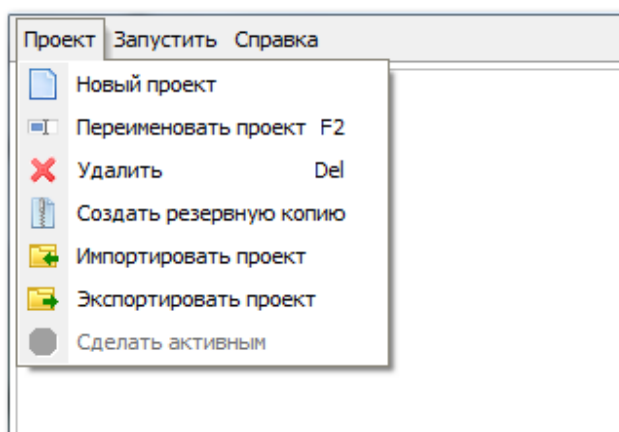 Проект Запустить Справка
Новый проект
Переименовать проект F2
Удалить Del
Создать резервную копию
Импортировать проект
Экспортировать проект
Сделать активным